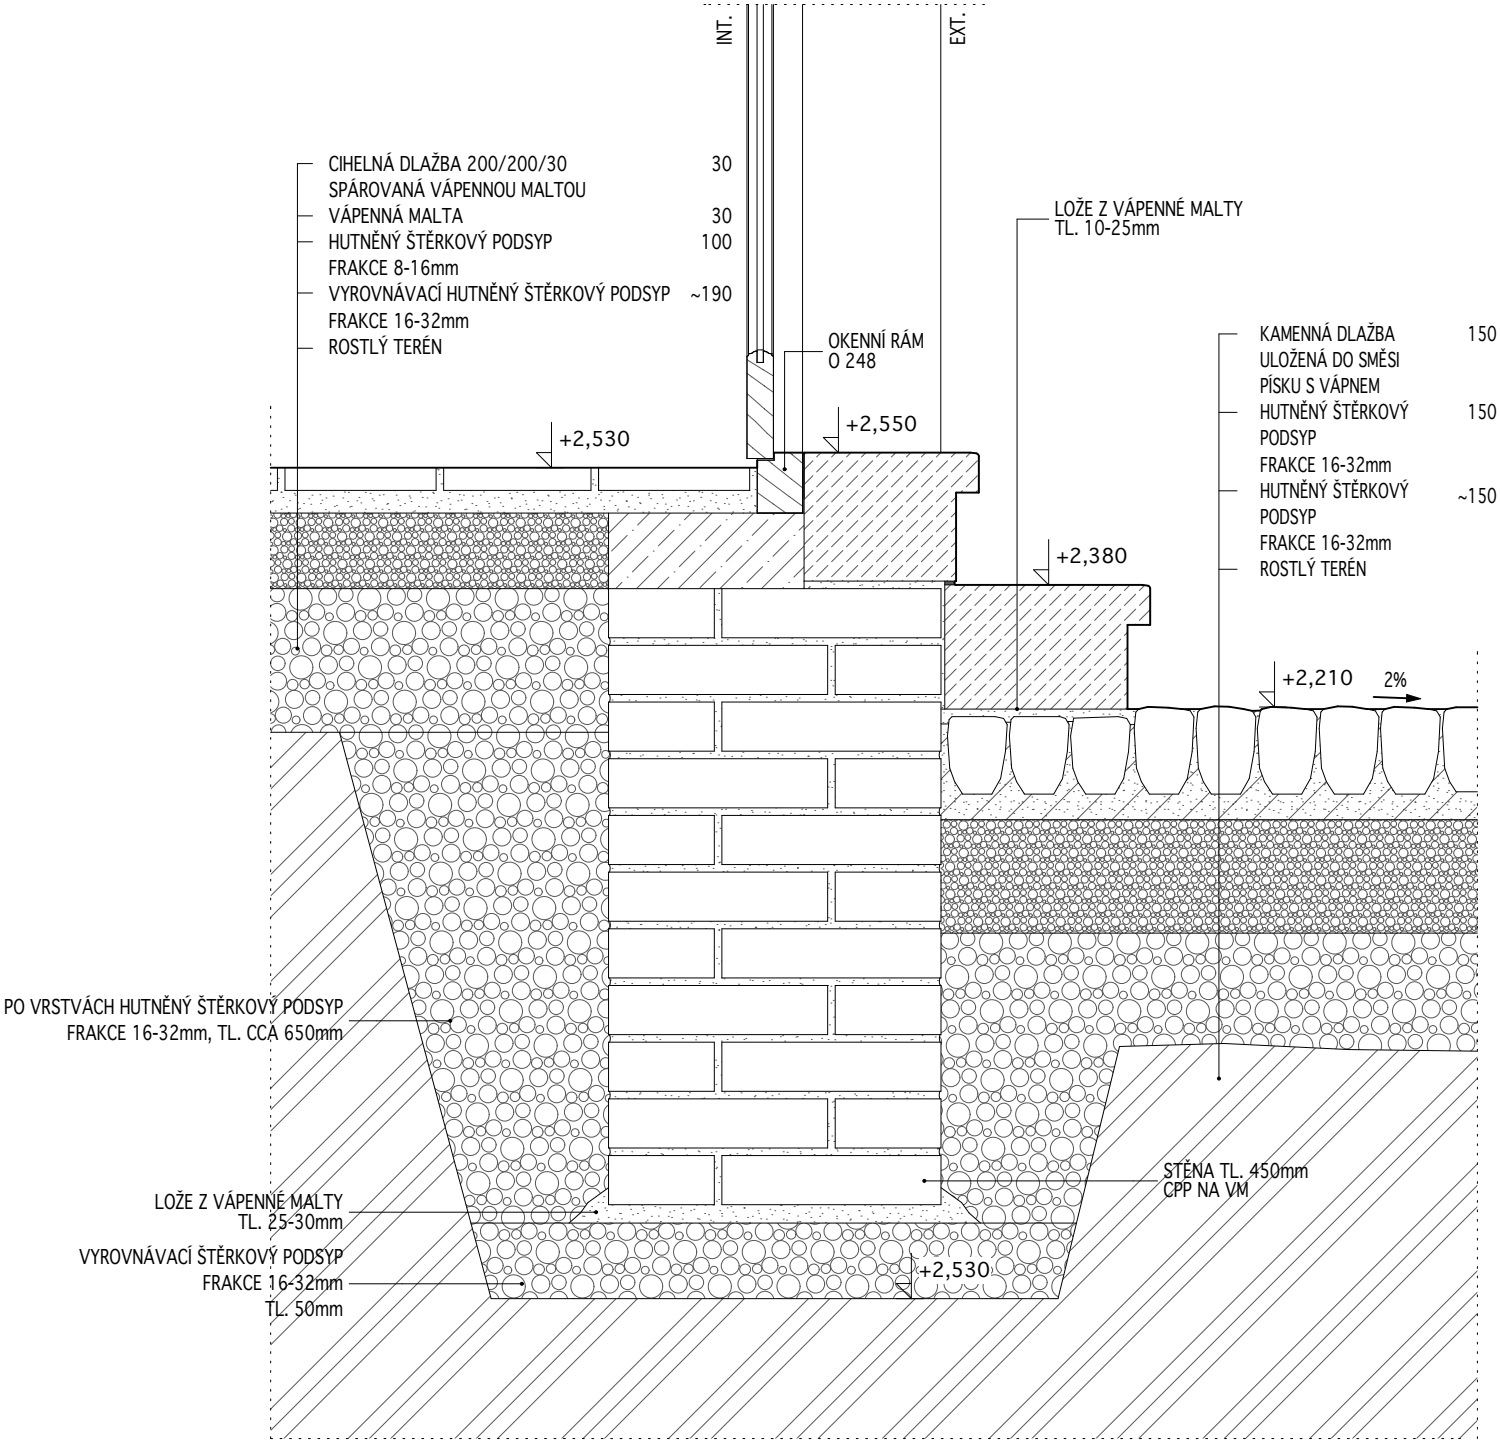 INT.
EXT.
CIHELNÁ DLAŽBA 200/200/30 30
SPÁROVANÁ VÁPENNOU MALTOU
VÁPENNÁ MALTA 30
HUTNĚNÝ ŠTĚRKOVÝ PODSYP 100
FRAKCE 8-16mm
VYROVNÁVACÍ HUTNĚNÝ ŠTĚRKOVÝ PODSYP ~190
FRAKCE 16-32mm
ROSTLÝ TERÉN
LOŽE Z VÁPENNÉ MALTY
TL. 10-25mm
OKENNÍ RÁM
O 248
KAMENNÁ DLAŽBA 150
ULOŽENÁ DO SMĚSI
PÍSKU S VÁPNEM
HUTNĚNÝ ŠTĚRKOVÝ 150
PODSYP
FRAKCE 16-32mm
HUTNĚNÝ ŠTĚRKOVÝ ~150
PODSYP
FRAKCE 16-32mm
ROSTLÝ TERÉN
+2,530
+2,550
+2,380
+2,210 2%
PO VRSTVÁCH HUTNĚNÝ ŠTĚRKOVÝ PODSYP
FRAKCE 16-32mm, TL. CCA 650mm
STĚNA TL. 450mm
CPP NA VM
LOŽE Z VÁPENNÉ MALTY
TL. 25-30mm
VYROVNÁVACÍ ŠTĚRKOVÝ PODSYP
FRAKCE 16-32mm
TL. 50mm
+2,530